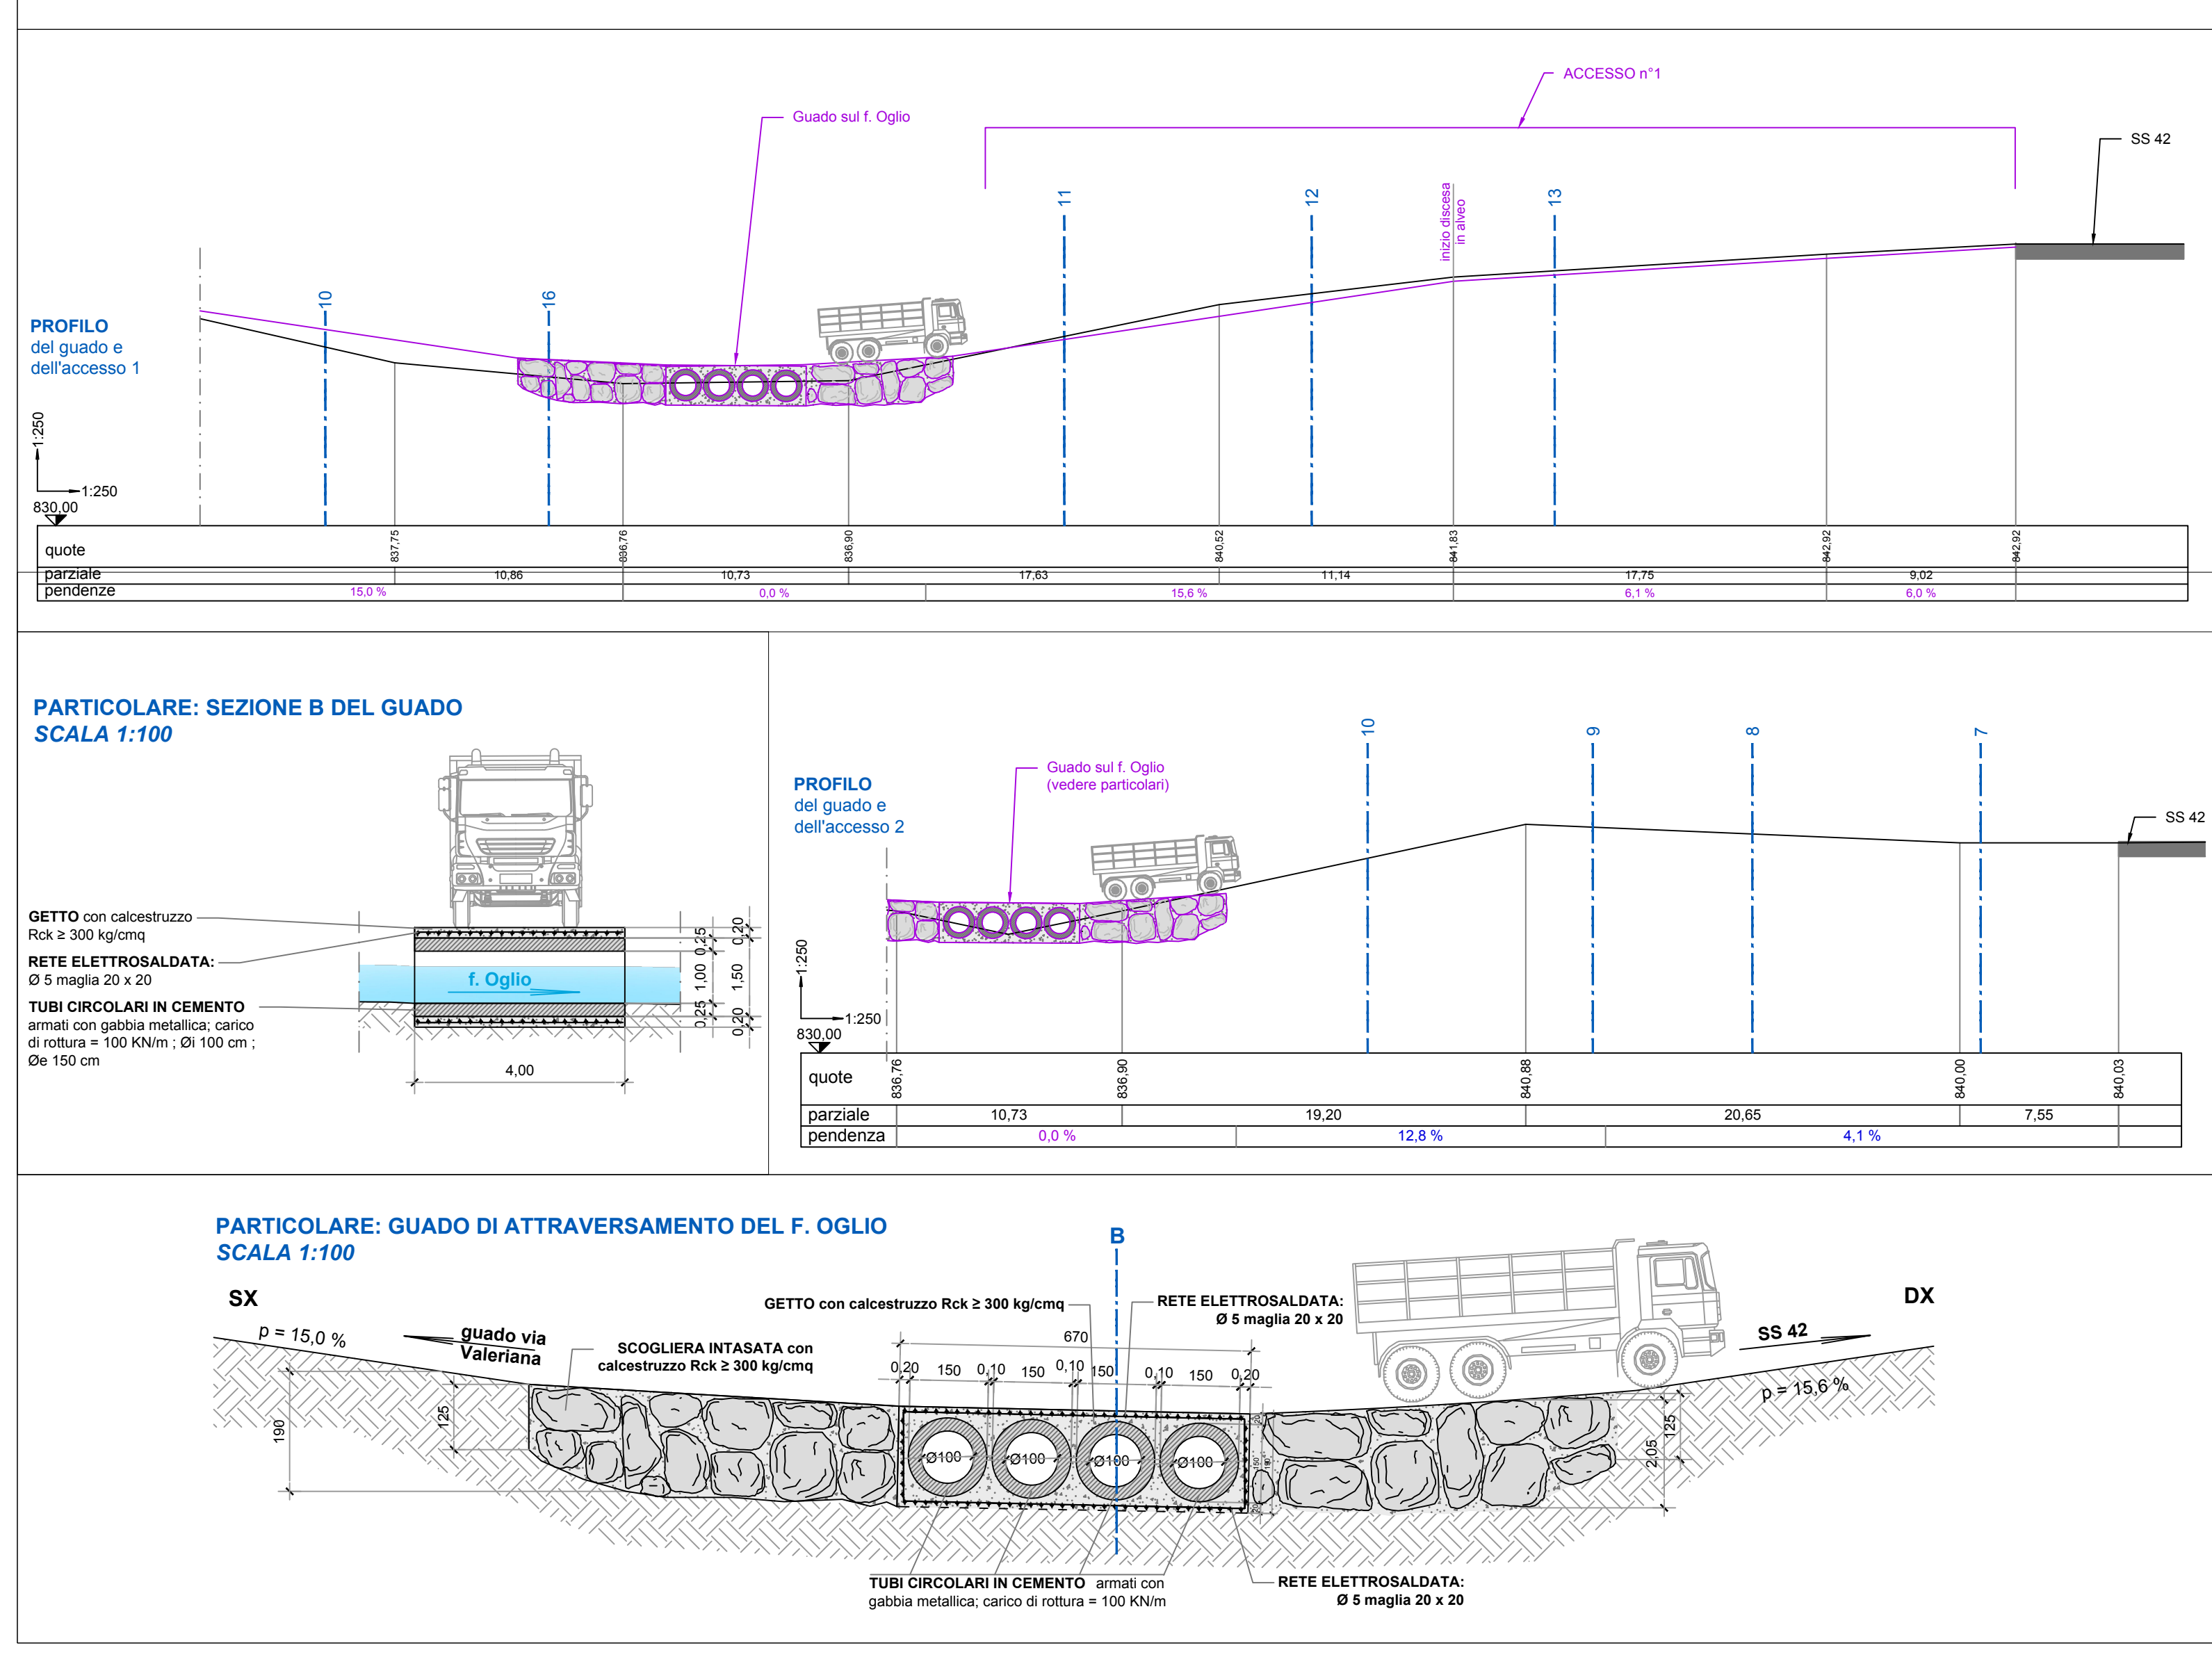 ACCESSO n°1
Guado sul f. Oglio
SS 42
11
12
inizio discesa
in alveo
13
10
16
PROFILO
del guado e
dell'accesso 1
1:250
1:250
830,00
quote
837,75
836,76
836,90
840,52
841,83
842,92
842,92
parziale
10,86
10,73
17,63
11,14
17,75
9,02
pendenze
15,0 %
0,0 %
15,6 %
6,1 %
6,0 %
PARTICOLARE: SEZIONE B DEL GUADO
SCALA 1:100
GETTO con calcestruzzo
Rck ≥ 300 kg/cmq
RETE ELETTROSALDATA:
Ø 5 maglia 20 x 20
TUBI CIRCOLARI IN CEMENTO
armati con gabbia metallica; carico
di rottura = 100 KN/m ; Øi 100 cm ;
Øe 150 cm
f. Oglio
0,25
1,00
0,25
0,20
1,50
0,20
4,00
PROFILO
del guado e
dell'accesso 2
Guado sul f. Oglio
(vedere particolari)
10
9
8
7
SS 42
1:250
1:250
830,00
quote
836,76
836,90
840,88
840,00
840,03
parziale
10,73
19,20
20,65
7,55
pendenza
0,0 %
12,8 %
4,1 %
PARTICOLARE: GUADO DI ATTRAVERSAMENTO DEL F. OGLIO
SCALA 1:100
SX
B
DX
p = 15,0 %
guado via
Valeriana
SCOGLIERA INTASATA con
calcestruzzo Rck ≥ 300 kg/cmq
GETTO con calcestruzzo Rck ≥ 300 kg/cmq
RETE ELETTROSALDATA:
Ø 5 maglia 20 x 20
670
0,20
150
0,10
150
0,10
150
0,10
150
0,20
SS 42
p = 15,6 %
190
125
Ø100
Ø100
Ø100
Ø100
20
150
190
20
125
2,05
TUBI CIRCOLARI IN CEMENTO armati con
gabbia metallica; carico di rottura = 100 KN/m
RETE ELETTROSALDATA:
Ø 5 maglia 20 x 20